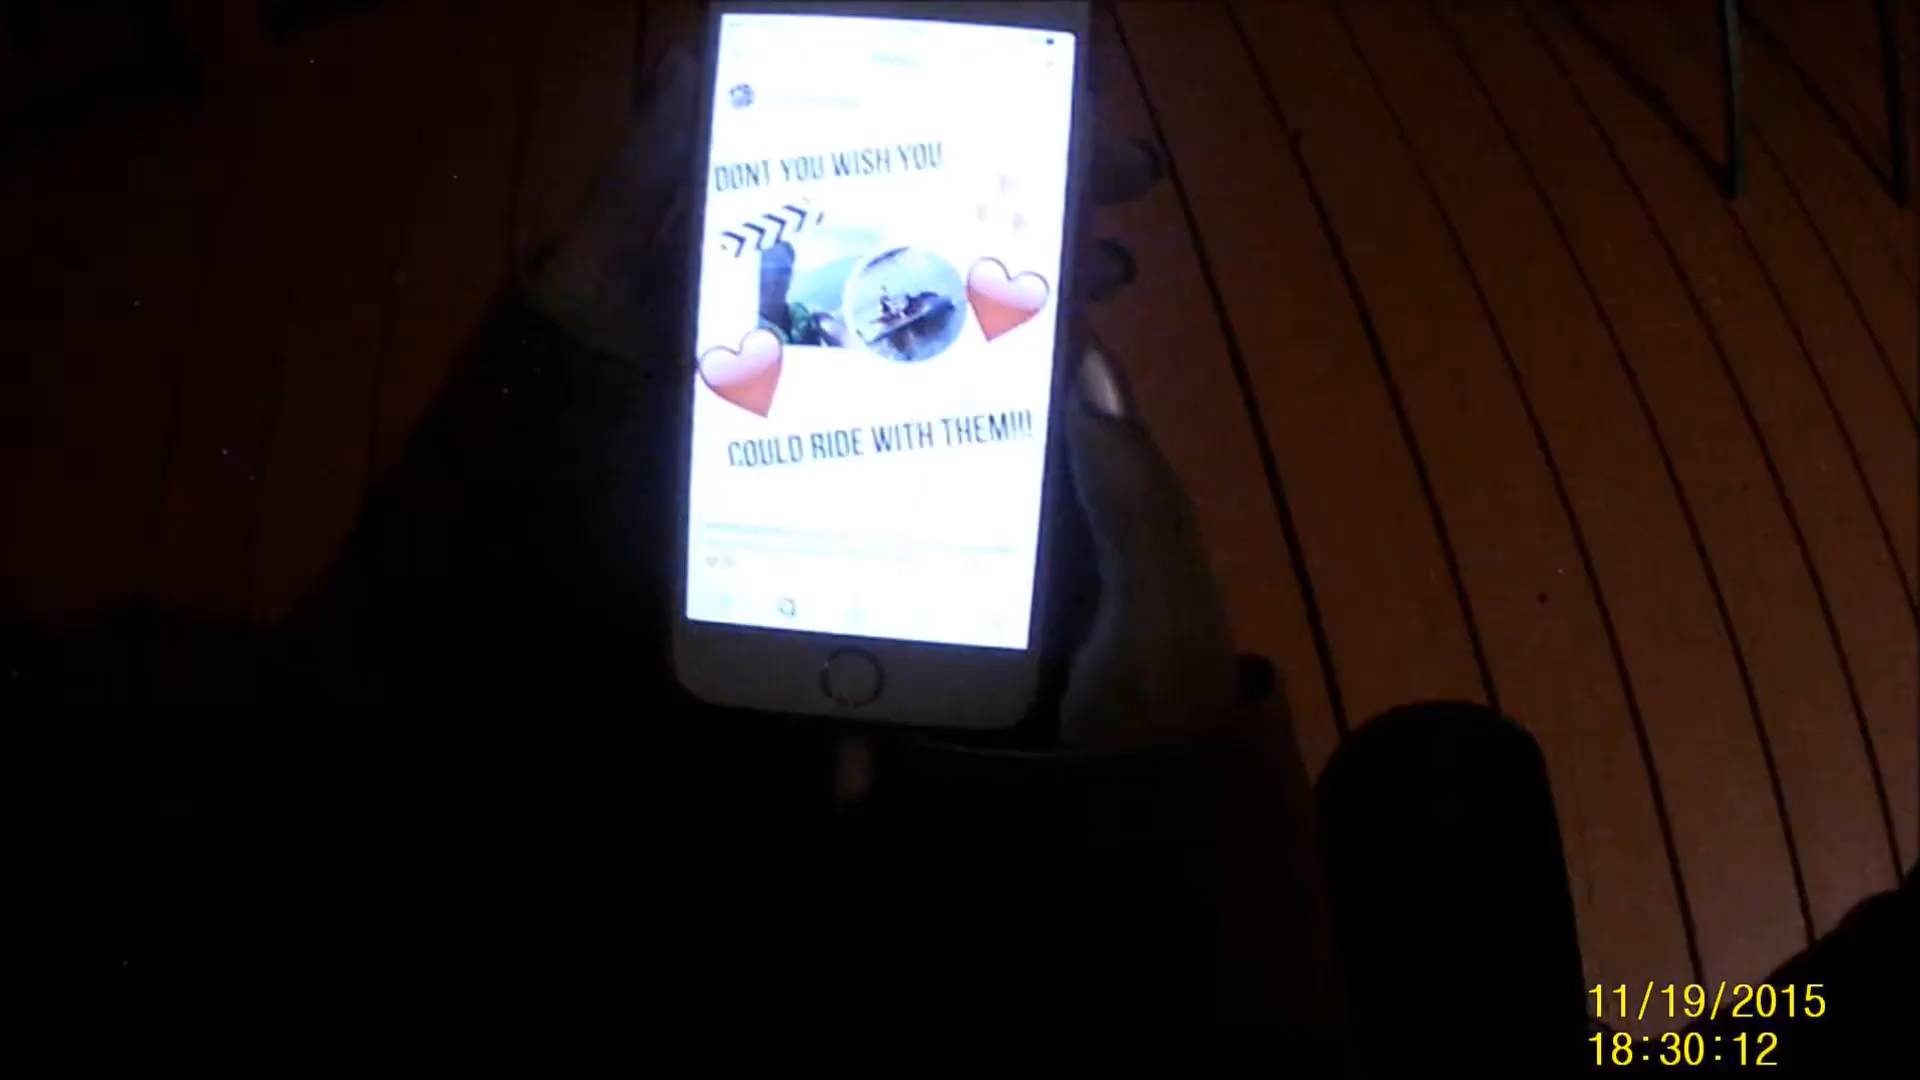 DONT YOU WISH YOU
COULD RIDE WITH THEM!!!
11/19/2015
18:30:12